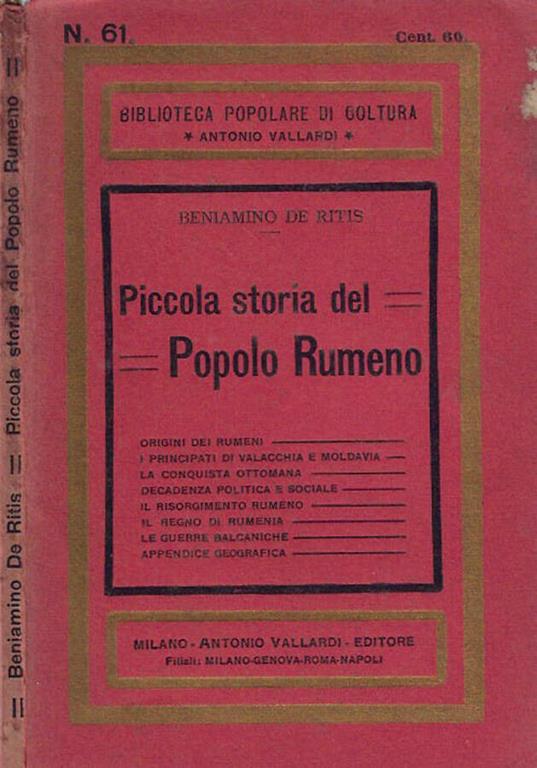 N. 61.
Cent. 60.
BIBLIOTECA POPOLARE DI COLTURA
* ANTONIO VALLARDI *
BENIAMINO DE RITIS
Piccola storia del
Popolo Rumeno
ORIGINI DEI RUMENI
I PRINCIPATI DI VALACCHIA E MOLDAVIA
LA CONQUISTA OTTOMANA
DECADENZA POLITICA E SOCIALE
IL RISORGIMENTO RUMENO
IL REGNO DI RUMENIA
LE GUERRE BALCANICHE
APPENDICE GEOGRAFICA
MILANO - ANTONIO VALLARDI - EDITORE
Filiali: MILANO-GENOVA-ROMA-NAPOLI
Beniamino De Ritis = Piccola storia del Popolo Rumeno =